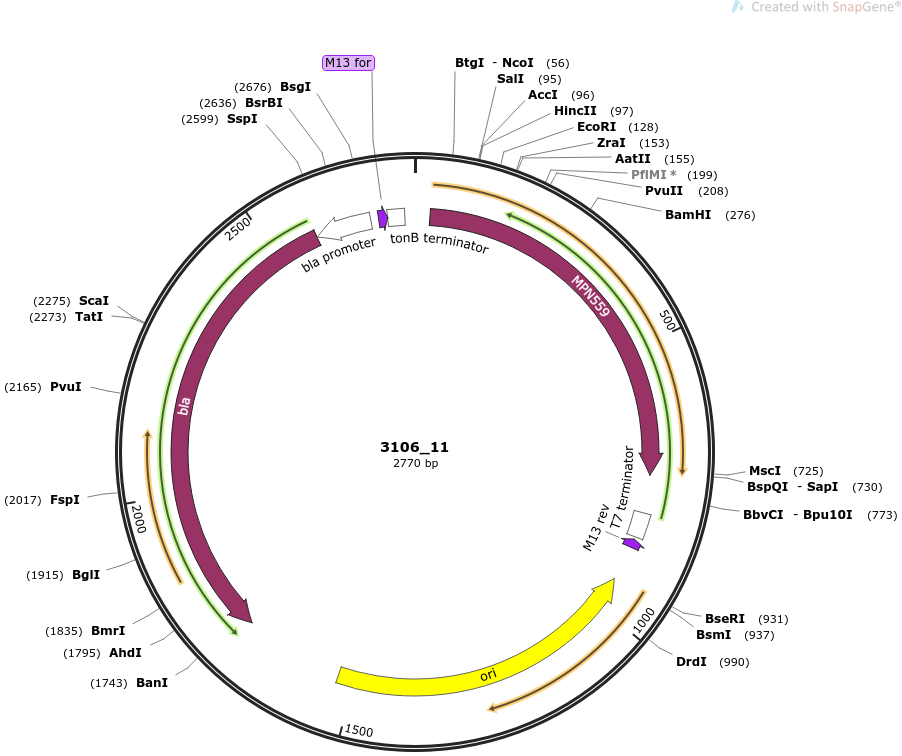 Created with SnapGene®
M13 for
BtgI - NcoI (56)
SalI (95)
AccI (96)
HincII (97)
EcoRI (128)
ZraI (153)
AatII (155)
PflMI * (199)
PvuII (208)
BamHI (276)
(2676) BsgI
(2636) BsrBI
(2599) SspI
2500
bla promoter
tonB terminator
MPN559
500
(2275) ScaI
(2273) TatI
(2165) PvuI
bla
3106_11
2770 bp
MscI (725)
BspQI - SapI (730)
BbvCI - Bpu10I (773)
T7 terminator
M13 rev
(2017) FspI
2000
(1915) BglI
(1835) BmrI
(1795) AhdI
(1743) BanI
BseRI (931)
BsmI (937)
1000
DrdI (990)
ori
1500